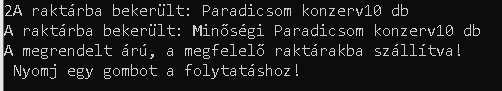 2A raktárba bekerült: Paradicsom konzerv10 db
A raktárba bekerült: Minőségi Paradicsom konzerv10 db
A megrendelt árú, a megfelelő raktárakba szállítva!
Nyomj egy gombot a folytatáshoz!